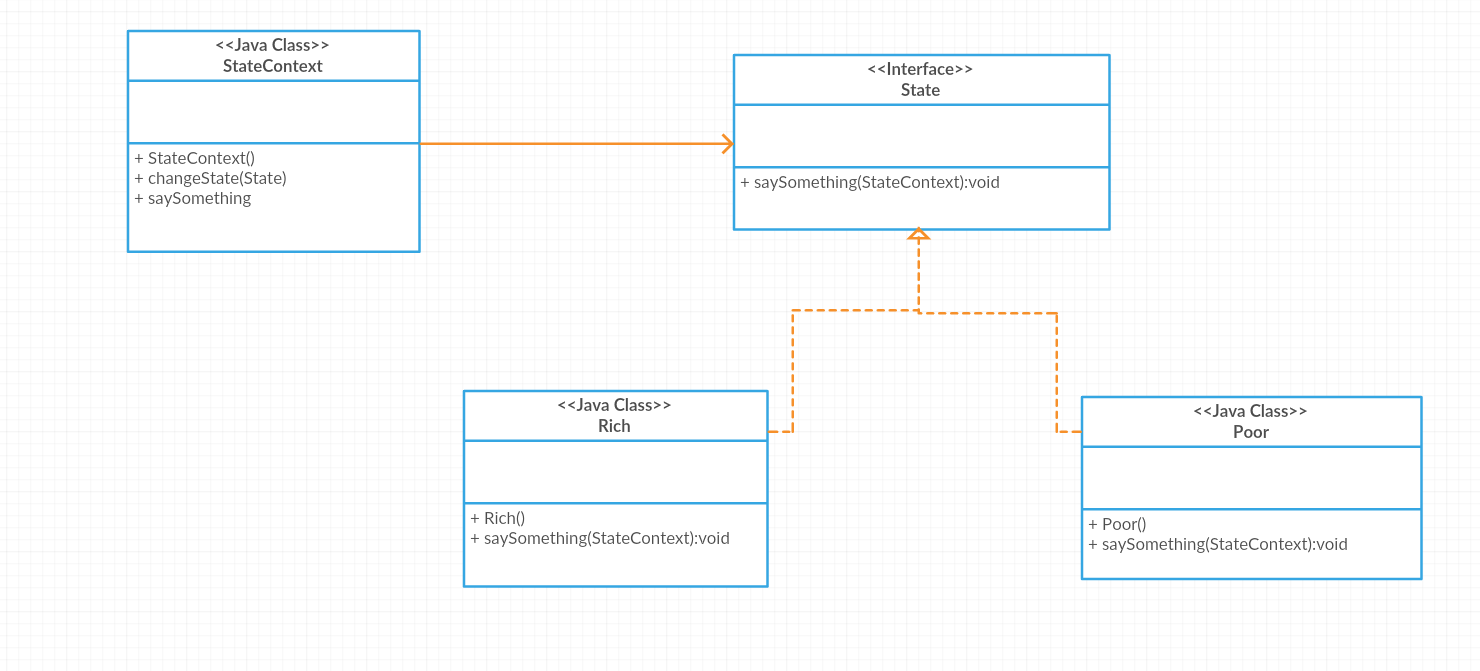 <<Java Class>>
StateContext
+ StateContext()
+ changeState(State)
+ saySomething
<<Interface>>
State
+ saySomething(StateContext):void
<<Java Class>>
Rich
+ Rich()
+ saySomething(StateContext):void
<<Java Class>>
Poor
+ Poor()
+ saySomething(StateContext):void